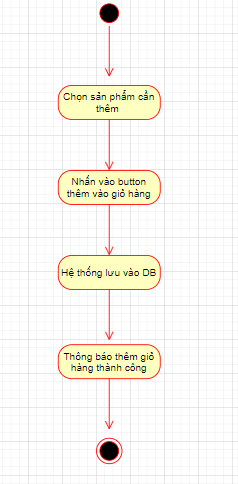 Chọn sản phẩm cần
thêm
Nhấn vào button
thêm vào giỏ hàng
Hệ thống lưu vào DB
Thông báo thêm giỏ
hàng thành công